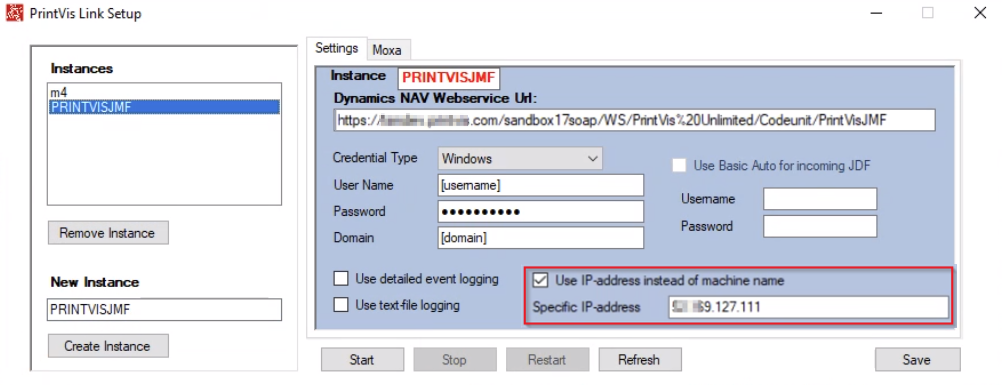 PrintVis Link Setup
Instances
m4
PRINTVISJMF
Remove Instance
New Instance
PRINTVISJMF
Create Instance
Settings
Moxa
Instance PRINTVISJMF
Dynamics NAV Webservice Url:
https://.com/sandbox17soap/WS/PrintVis%20Unlimited/Codeunit/PrintVisJMF
Credential Type Windows
User Name [username]
Password ●●●●●●●●●●
Domain [domain]
Use Basic Auto for incoming JDF
Username
Password
Use detailed event logging
Use text-file logging
Use IP-address instead of machine name
Specific IP-address 9.127.111
Start
Stop
Restart
Refresh
Save